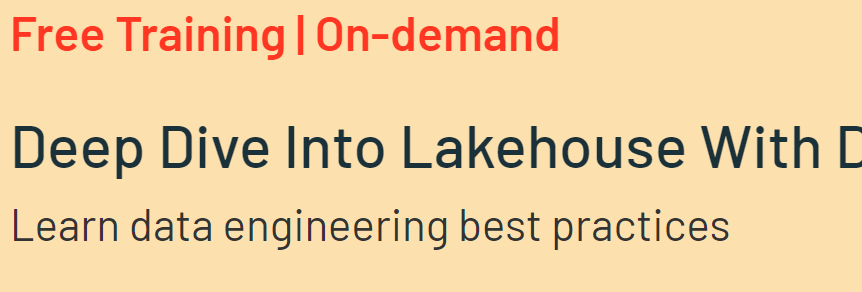 Free Training | On-demand
Deep Dive Into Lakehouse With
Learn data engineering best practices